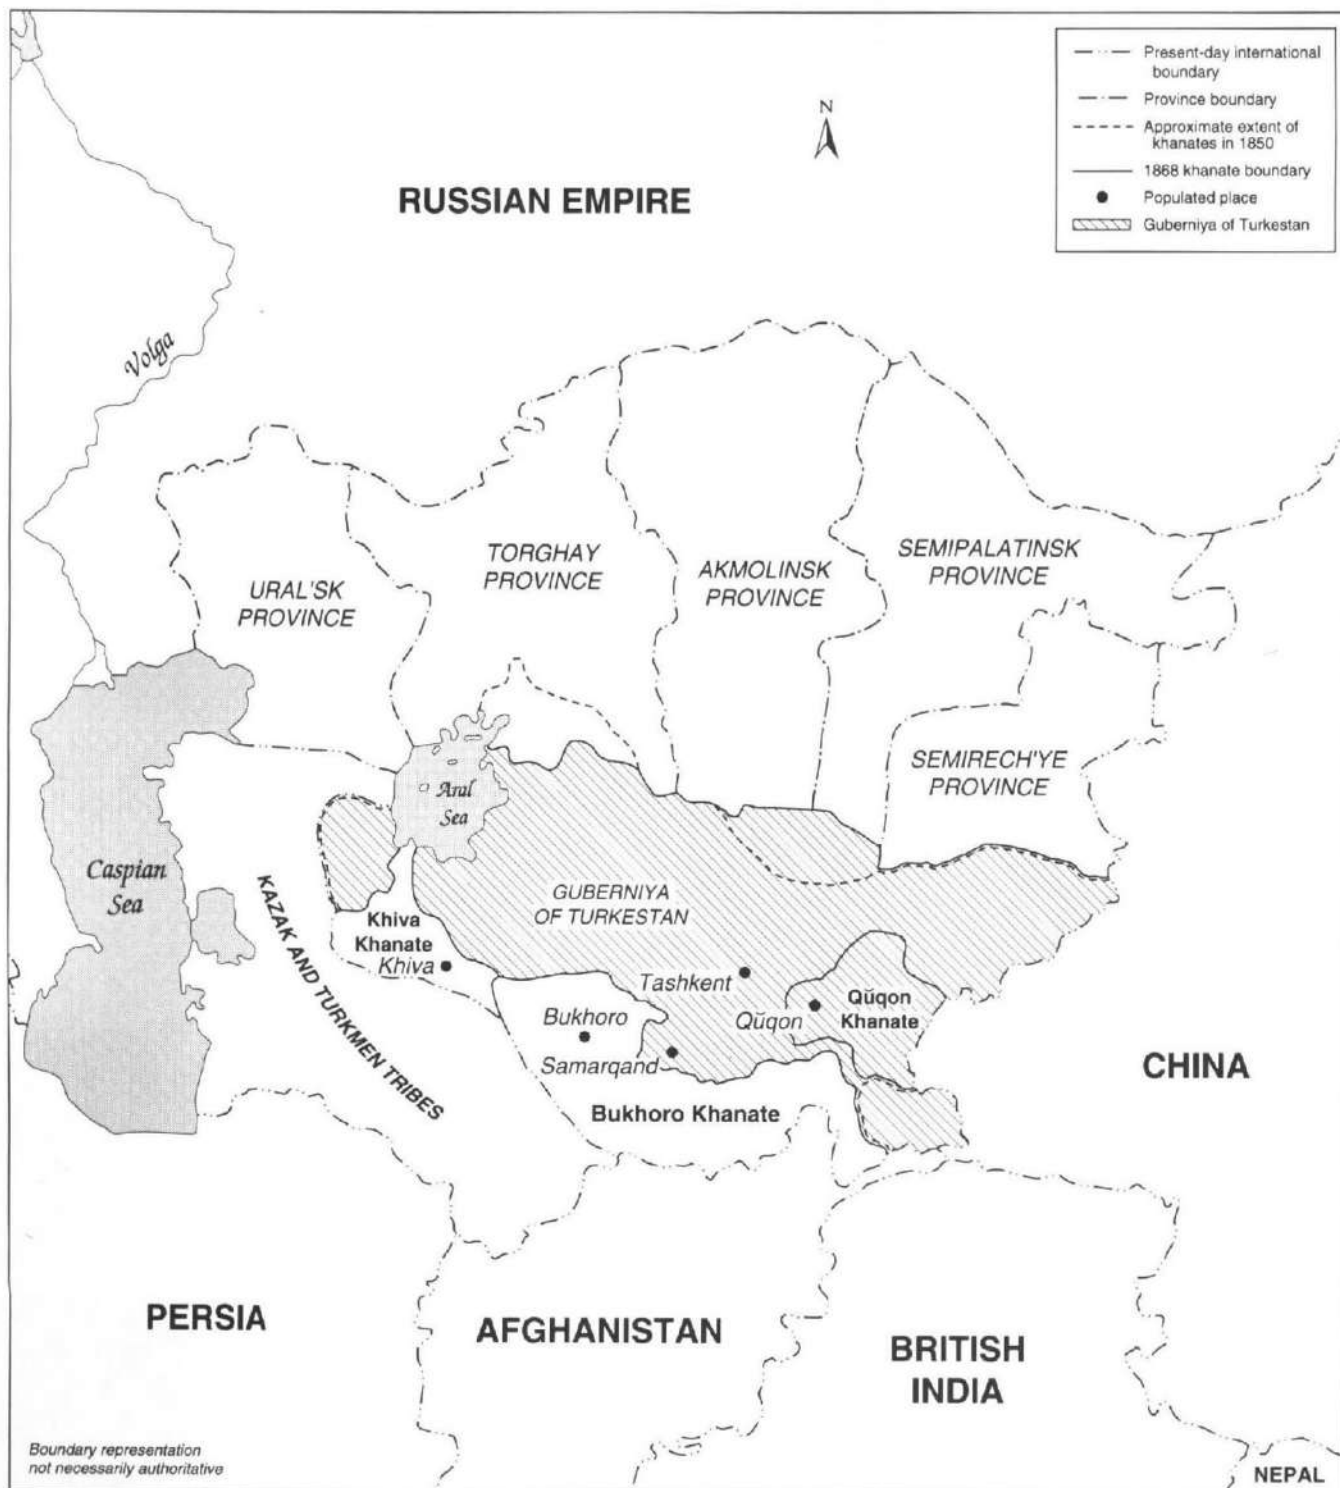 Present-day international
boundary
Province boundary
Approximate extent of
khanates in 1850
1868 khanate boundary
Populated place
Guberniya of Turkestan
N
RUSSIAN EMPIRE
Volga
TORGHAY
PROVINCE
AKMOLINSK
PROVINCE
SEMIPALATINSK
PROVINCE
URAL'SK
PROVINCE
SEMIRECH'YE
PROVINCE
Aral
Sea
Caspian
Sea
KAZAK AND TURKMEN TRIBES
GUBERNIYA
OF TURKESTAN
Khiva
Khanate
Khiva
Tashkent
Qŭqon
Qŭqon
Khanate
Bukhoro
Samarqand
Bukhoro Khanate
CHINA
PERSIA
AFGHANISTAN
BRITISH
INDIA
NEPAL
Boundary representation
not necessarily authoritative